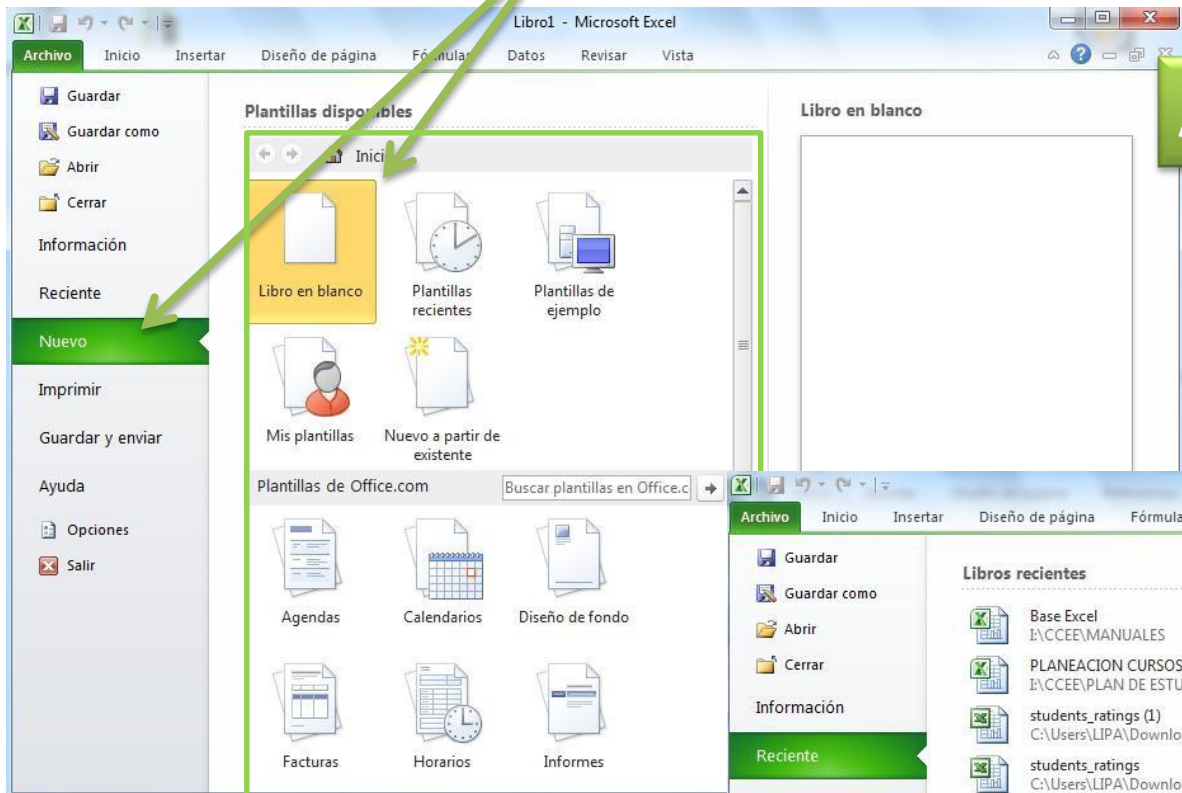 Libro1 - Microsoft Excel
Archivo Inicio Insertar Diseño de página Fórmulas Datos Revisar Vista
Guardar
Guardar como
Abrir
Cerrar
Información
Reciente
Nuevo
Imprimir
Guardar y enviar
Ayuda
Opciones
Salir
Plantillas disponibles
Inicio
Libro en blanco
Plantillas recientes
Plantillas de ejemplo
Mis plantillas
Nuevo a partir de existente
Plantillas de Office.com
Buscar plantillas en Office.c
Agendas
Calendarios
Diseño de fondo
Facturas
Horarios
Informes
Libro en blanco
Archivo Inicio Insertar Diseño de página Fórmula
Guardar
Guardar como
Abrir
Cerrar
Información
Reciente
Libros recientes
Base Excel
I:\CCEE\MANUALES
PLANEACION CURSOS
I:\CCEE\PLAN DE ESTU
students_ratings (1)
C:\Users\LIPA\Downlo
students_ratings
C:\Users\LIPA\Downlo